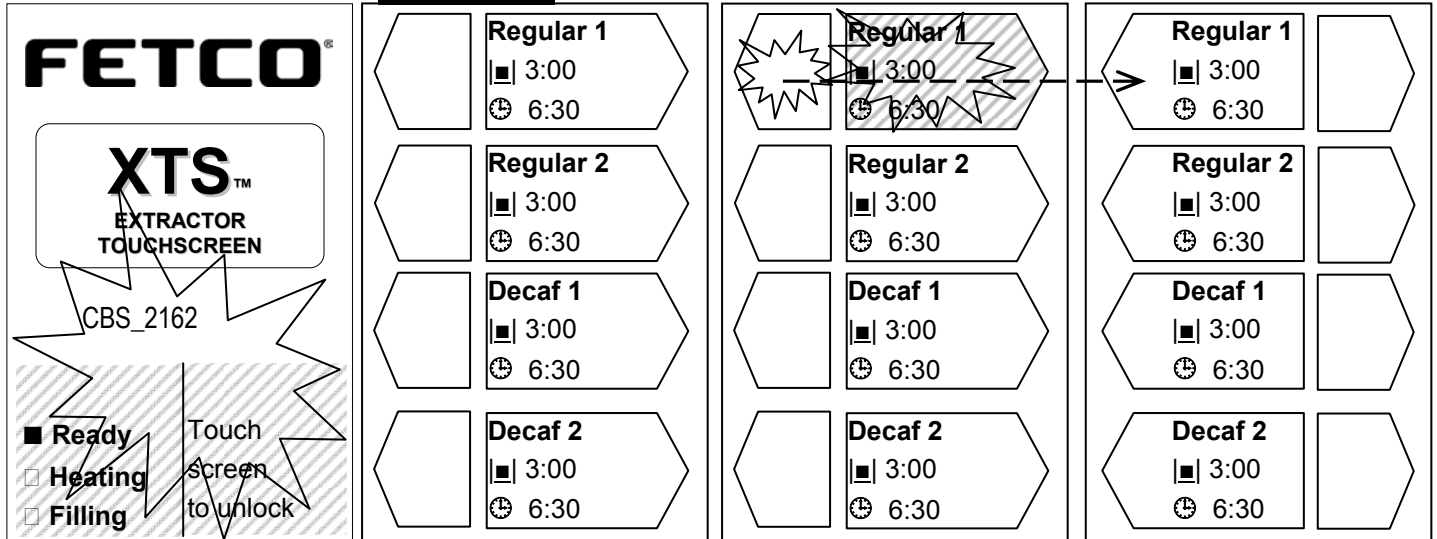 FETCO®
XTS™
EXTRACTOR
TOUCHSCREEN
CBS_2162
■ Ready
□ Heating
□ Filling
Touch
screen
to unlock
Regular 1
|■| 3:00
6:30
Regular 2
|■| 3:00
6:30
Decaf 1
|■| 3:00
6:30
Decaf 2
|■| 3:00
6:30
Regular 1
|■| 3:00
6:30
Regular 2
|■| 3:00
6:30
Decaf 1
|■| 3:00
6:30
Decaf 2
|■| 3:00
6:30
Regular 1
|■| 3:00
6:30
Regular 2
|■| 3:00
6:30
Decaf 1
|■| 3:00
6:30
Decaf 2
|■| 3:00
6:30